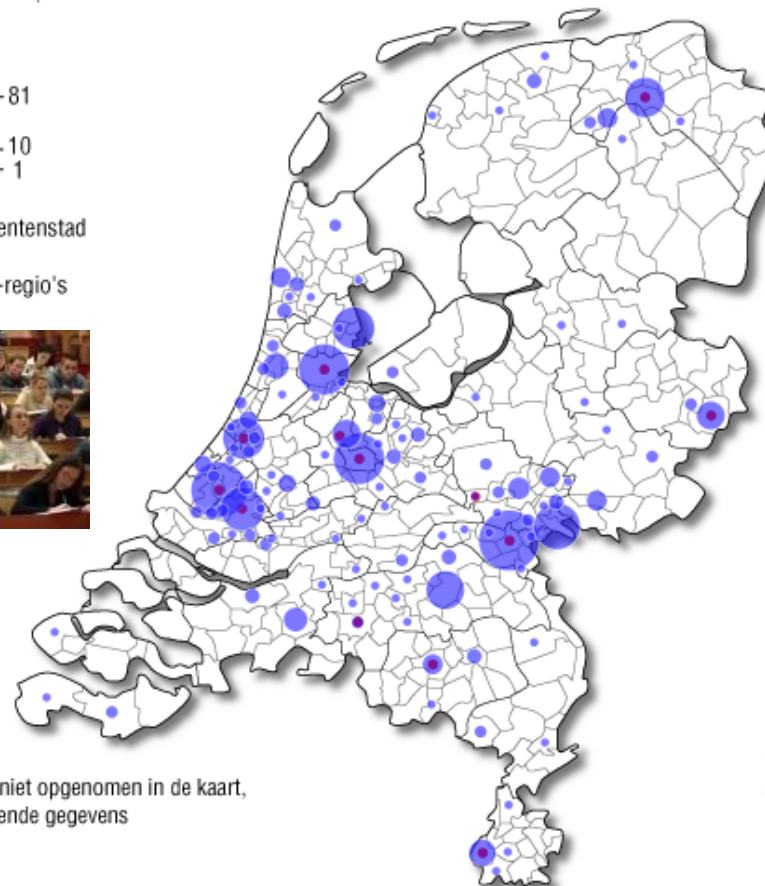 81
10
1
entenstad
-regio's
niet opgenomen in de kaart,
ende gegevens